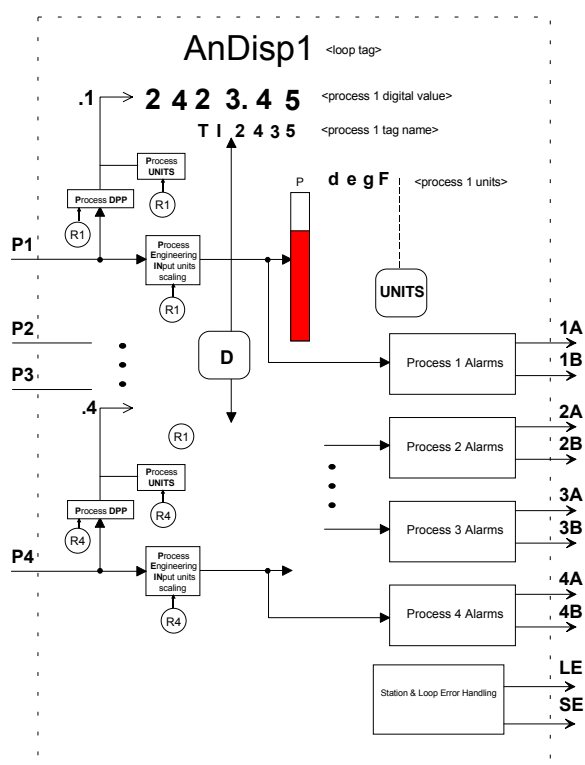 AnDisp1 <loop tag>
.1 2 4 2 3. 4 5 <process 1 digital value>
T I 2 4 3 5 <process 1 tag name>
Process
UNITS
P d e g F <process 1 units>
Process DPP
R1
R1
P1
Process
Engineering
INput units
scaling
UNITS
R1
1A
P2
D
Process 1 Alarms
1B
P3
.4
2A
R1
Process 2 Alarms
2B
Process
UNITS
3A
Process DPP
R4
Process 3 Alarms
R4
3B
P4
Process
Engineering
INput units
scaling
4A
Process 4 Alarms
R4
4B
LE
Station & Loop Error Handling
SE